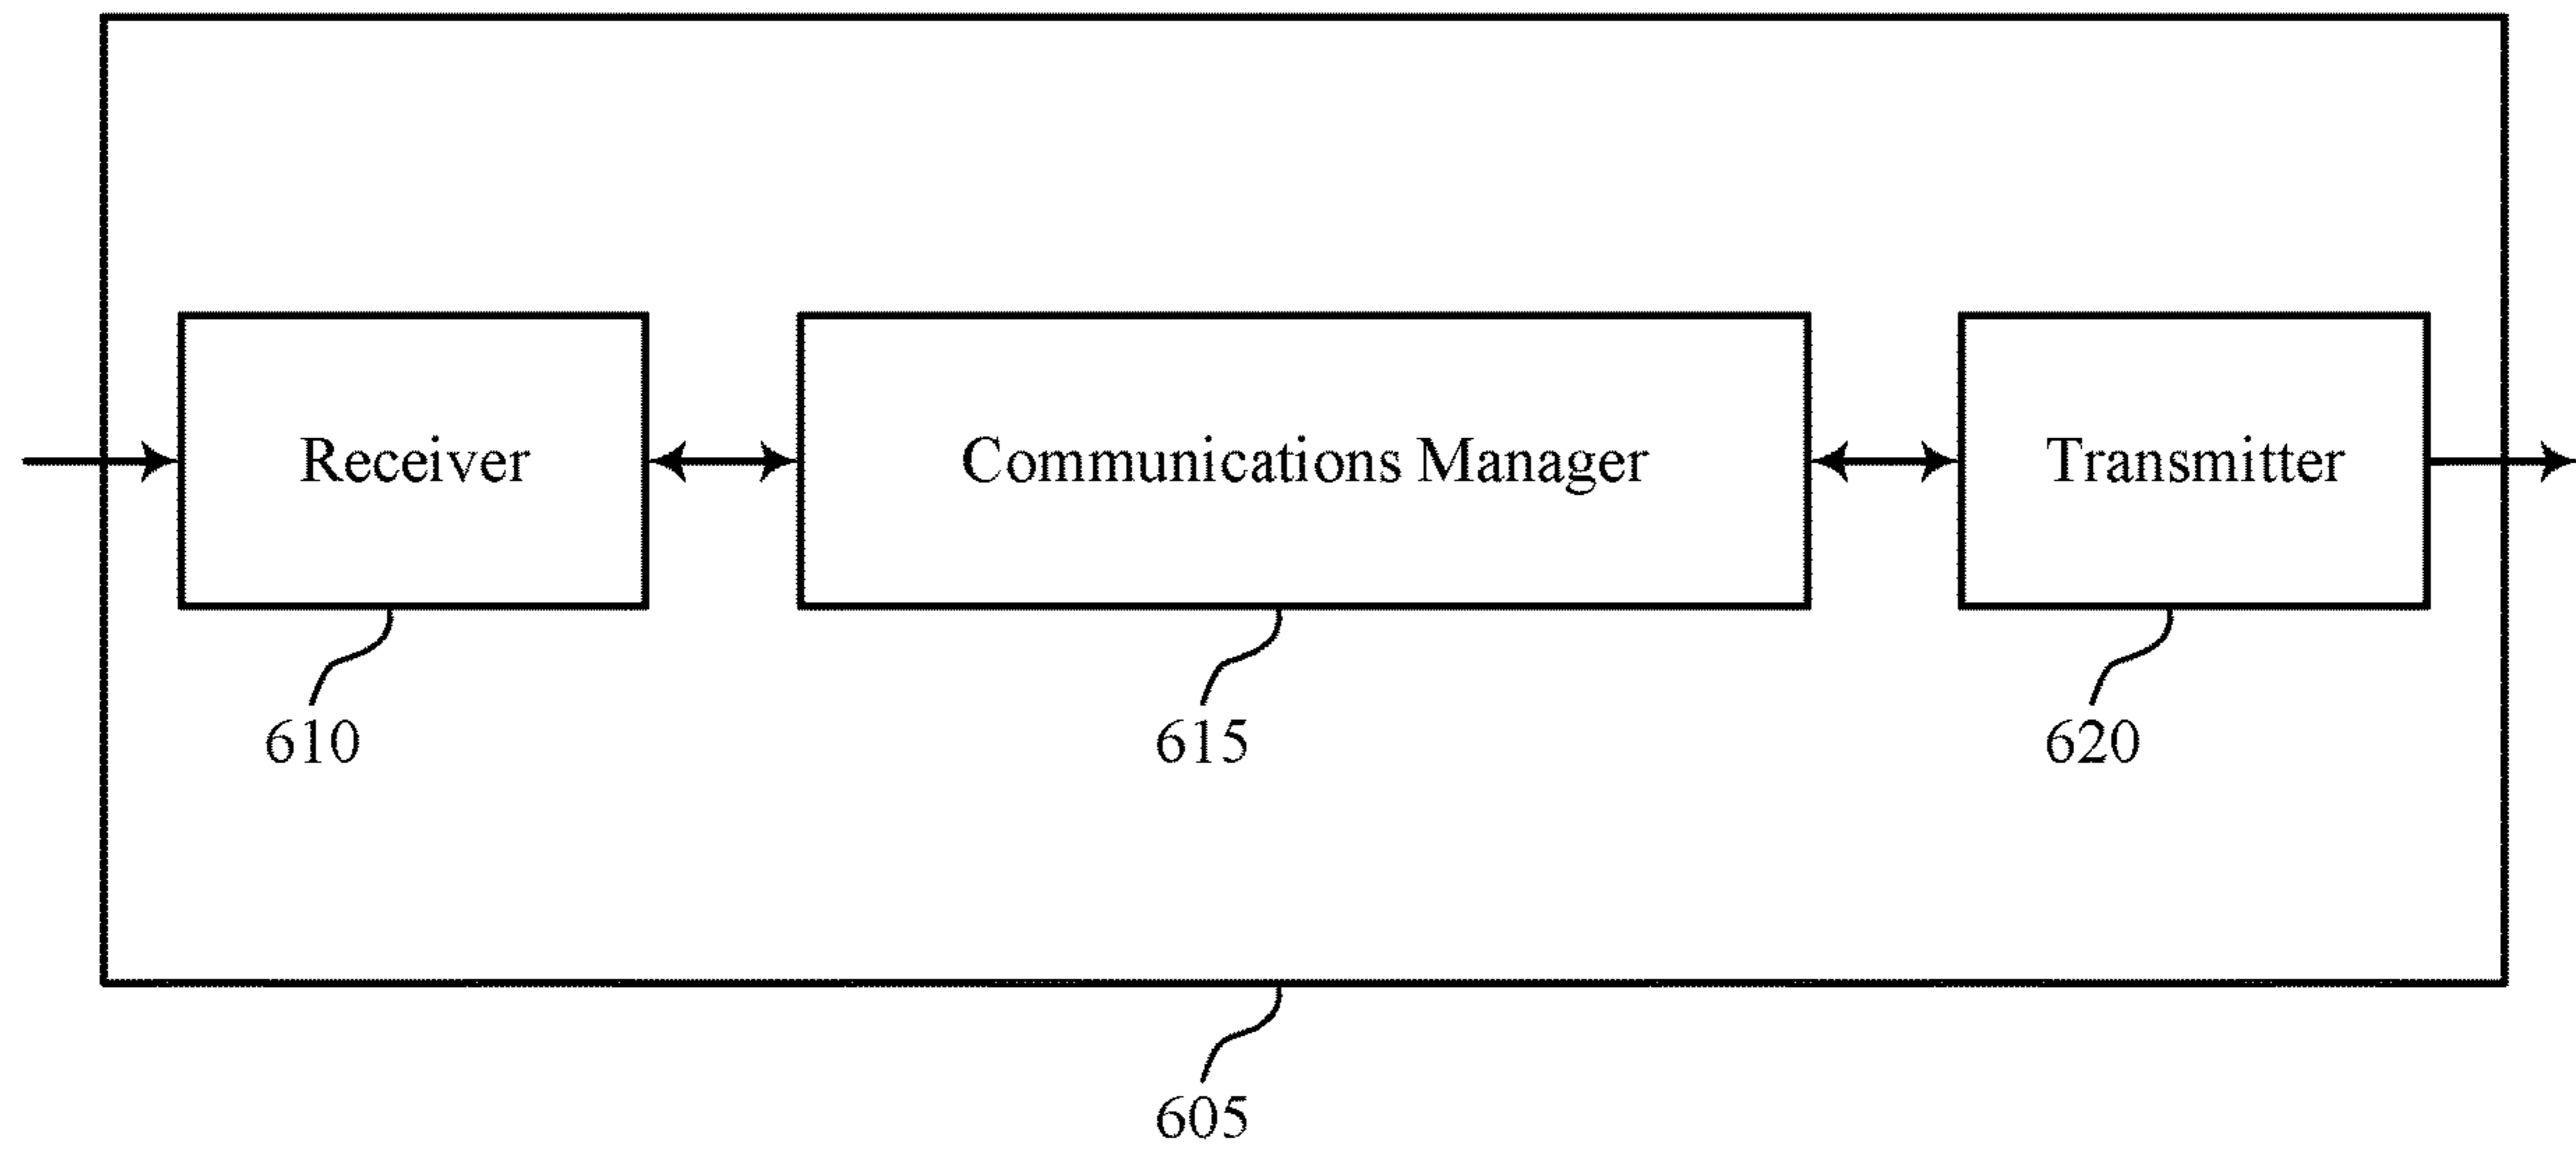 Receiver
Communications Manager
Transmitter
610
615
620
605